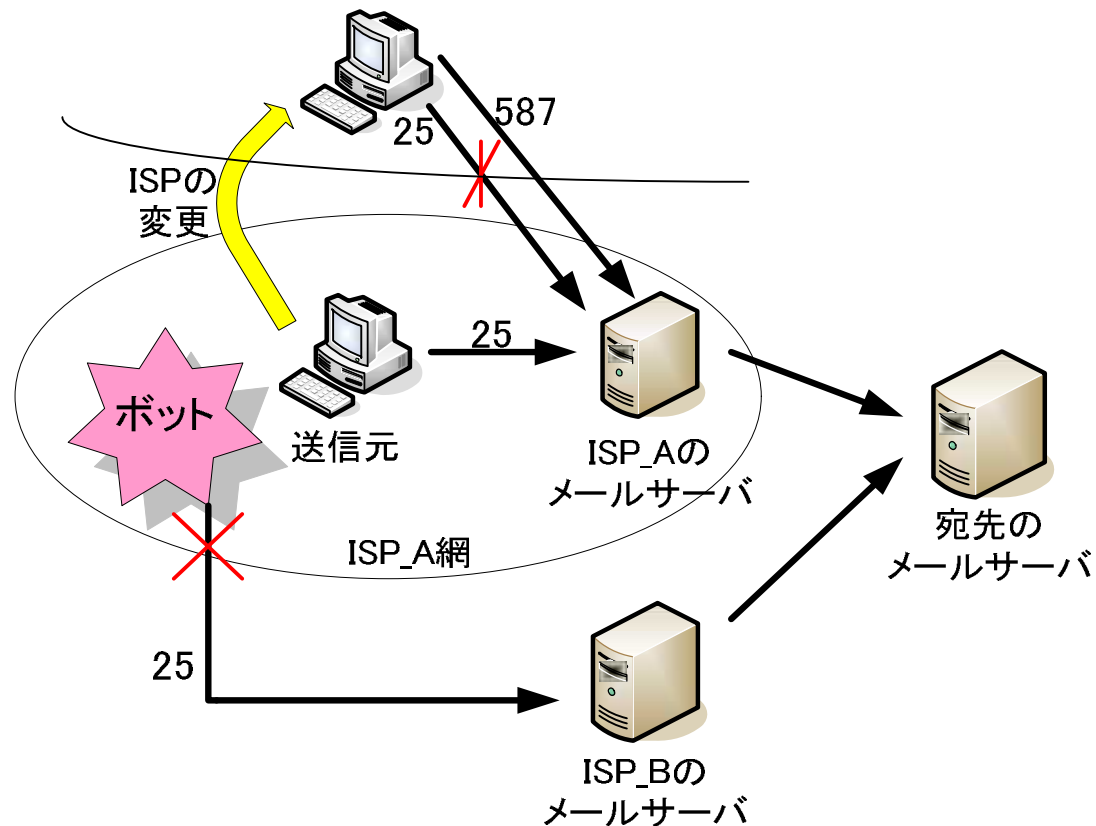 587
25
ISPの
変更
25
ボット
送信元
ISP_Aの
メールサーバ
宛先の
メールサーバ
ISP_A網
25
ISP_Bの
メールサーバ